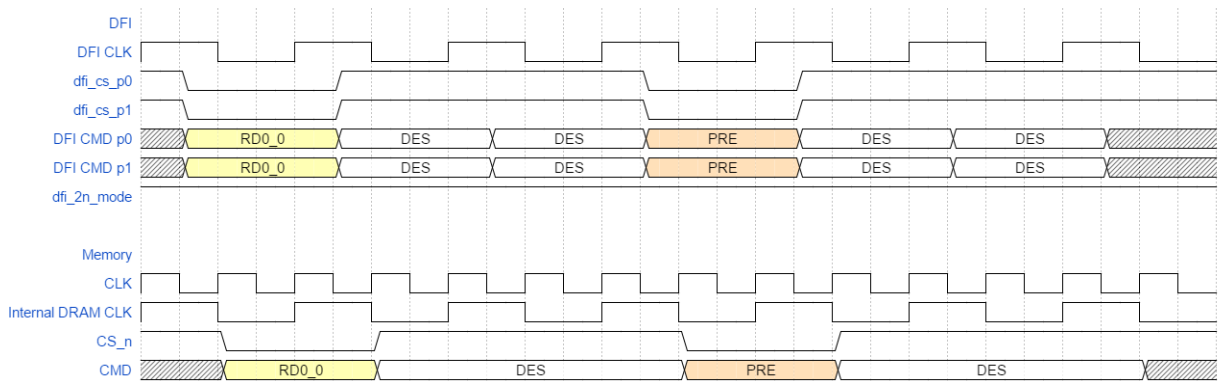 DFI
DFI CLK
dfi_cs_p0
dfi_cs_p1
DFI CMD p0 RD0_0 DES DES PRE DES DES
DFI CMD p1 RD0_0 DES DES PRE DES DES
dfi_2n_mode
Memory
CLK
Internal DRAM CLK
CS_n
CMD RD0_0 DES PRE DES